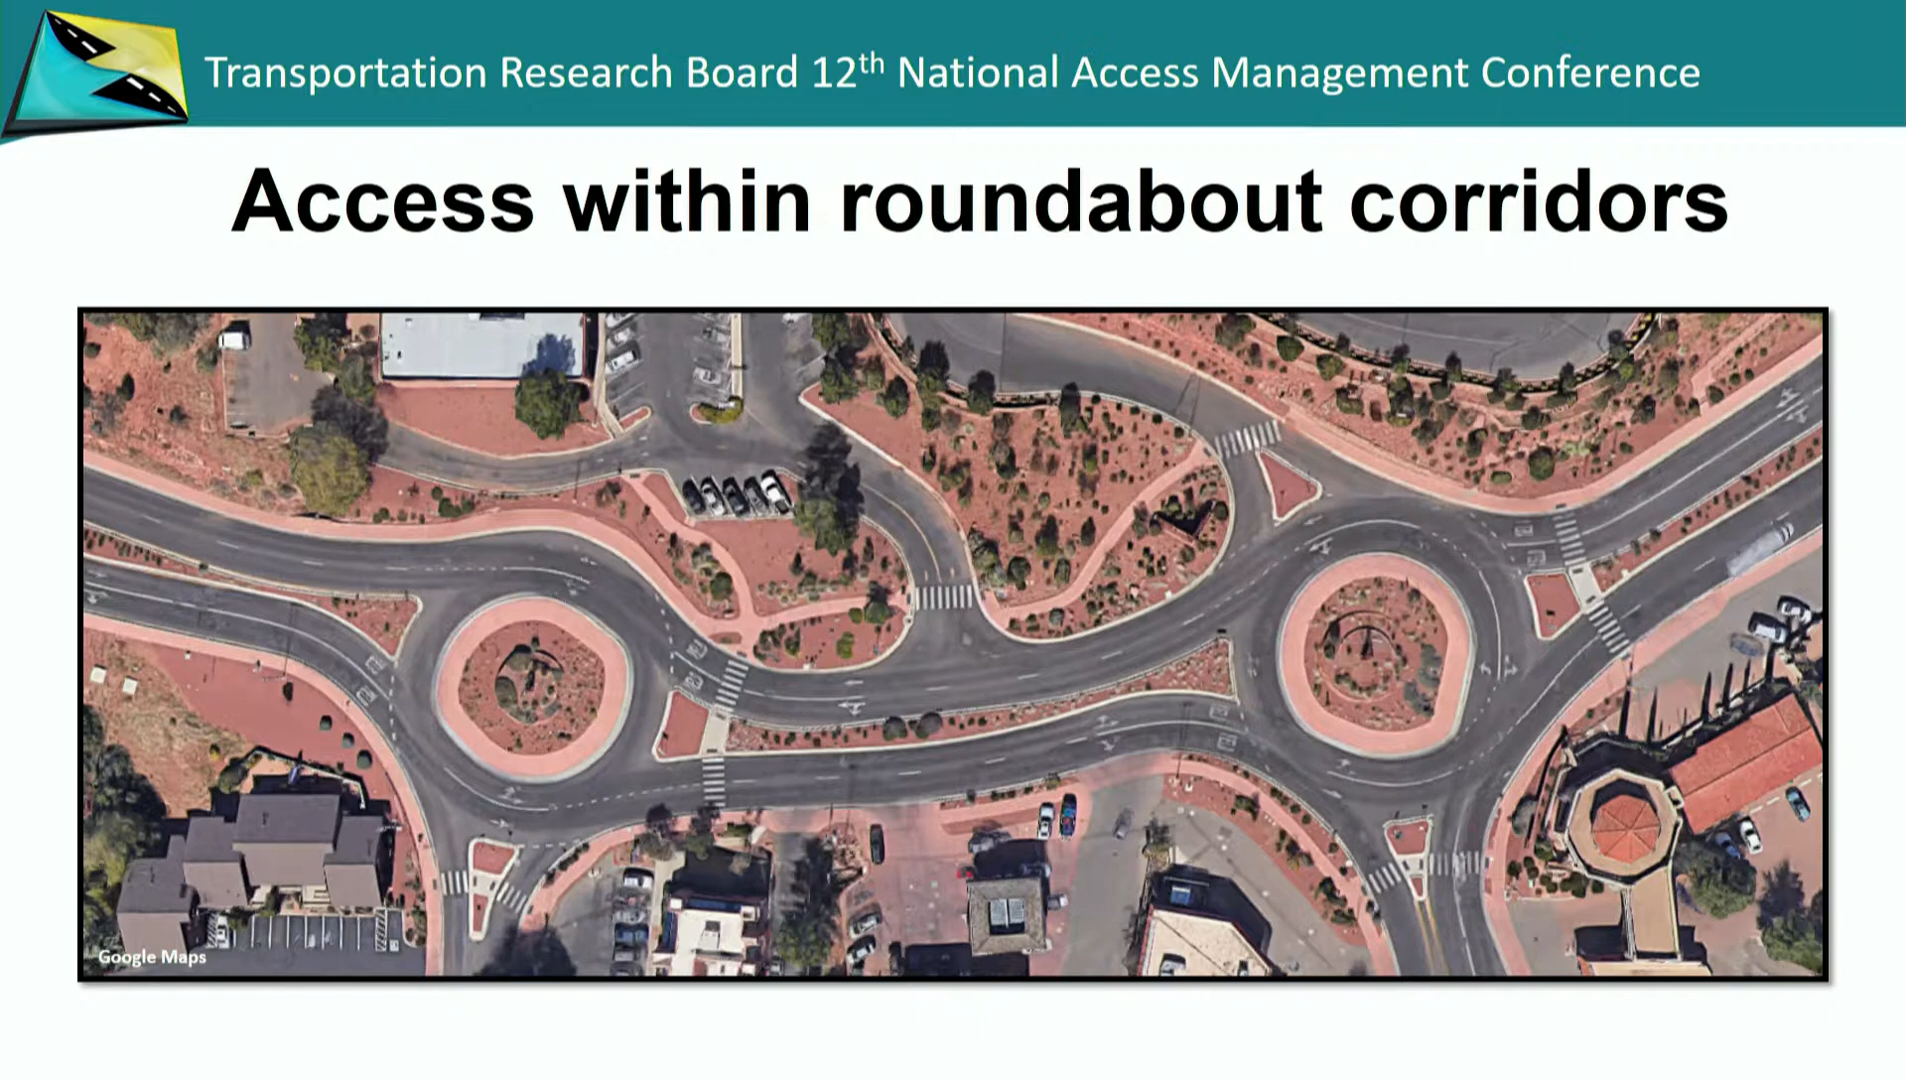 Transportation Research Board 12th National Access Management Conference
Access within roundabout corridors
Google Maps